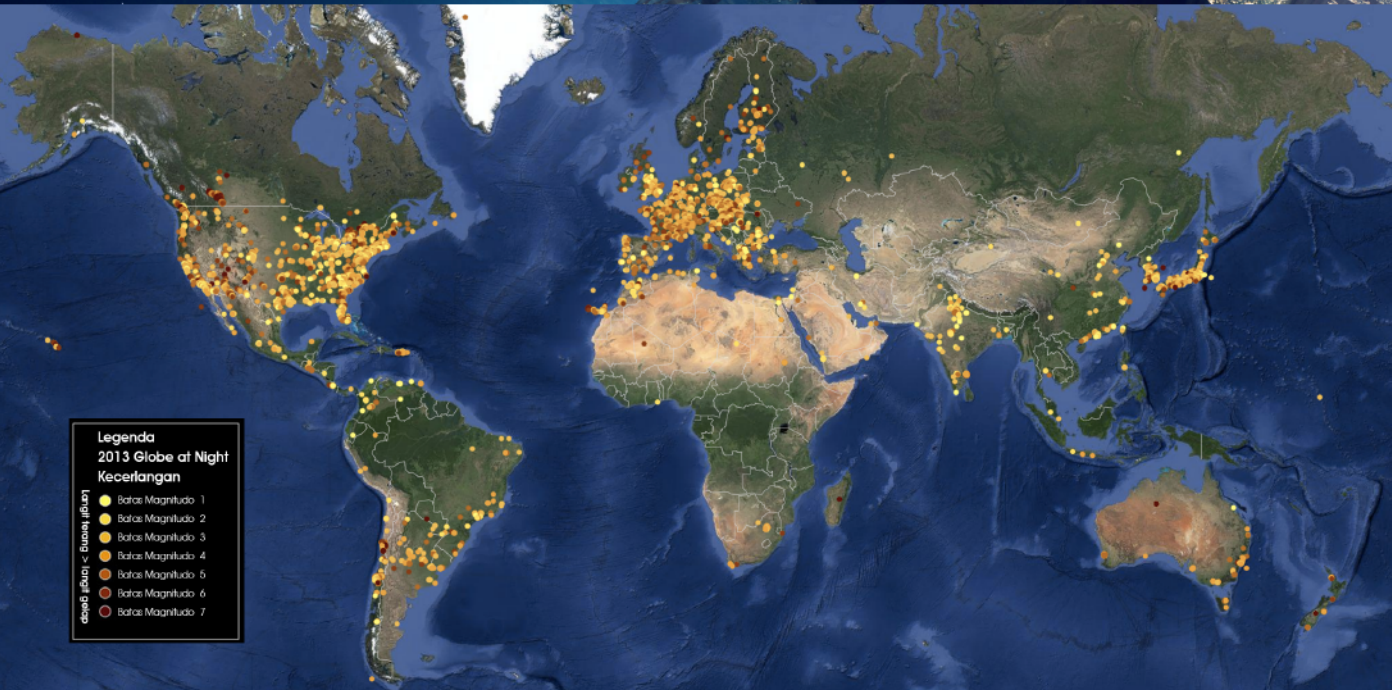 Legenda
2013 Globe at Night
Kecerlangan
Langit terang > langit gelap
Batas Magnitudo 1
Batas Magnitudo 2
Batas Magnitudo 3
Batas Magnitudo 4
Batas Magnitudo 5
Batas Magnitudo 6
Batas Magnitudo 7